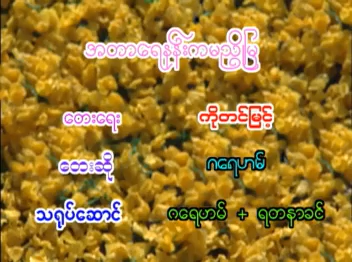 အတာရေနန်းကမညှိုမြ
တေးရေး ကိုတင်မြင့်
တေးဆို ဂရေဟမ်
သရုပ်ဆောင် ဂရေဟမ် + ရတနာခင်